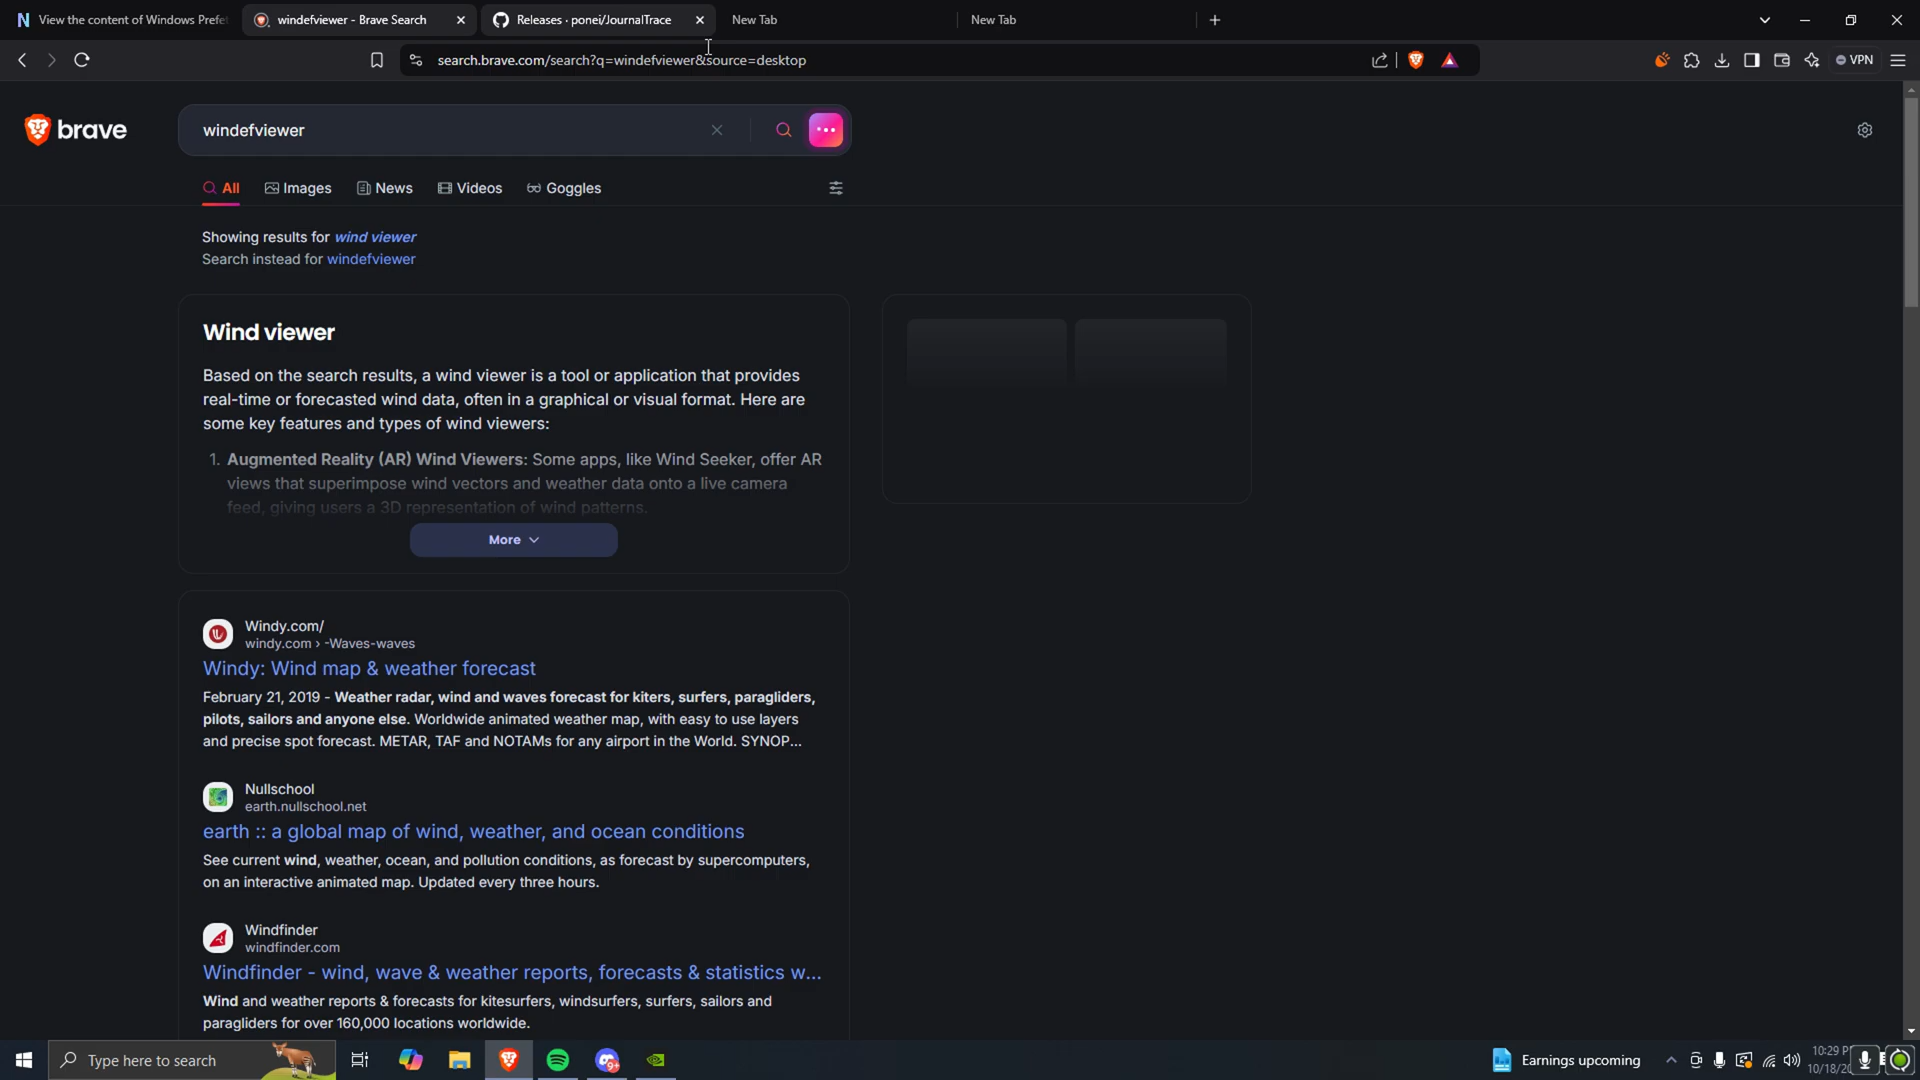 View the content of Windows Prefe
windefviewer - Brave Search
Releases · ponei/JournalTrace
New Tab
New Tab
search.brave.com/search?q=windefviewer&source=desktop
VPN
brave
windefviewer
All
Images
News
Videos
Goggles
Showing results for wind viewer
Search instead for windefviewer
Wind viewer
Based on the search results, a wind viewer is a tool or application that provides
real-time or forecasted wind data, often in a graphical or visual format. Here are
some key features and types of wind viewers:
1. Augmented Reality (AR) Wind Viewers: Some apps, like Wind Seeker, offer AR
views that superimpose wind vectors and weather data onto a live camera
feed, giving users a 3D representation of wind patterns.
More
Windy.com/
windy.com › -Waves-waves
Windy: Wind map & weather forecast
February 21, 2019 - Weather radar, wind and waves forecast for kiters, surfers, paragliders,
pilots, sailors and anyone else. Worldwide animated weather map, with easy to use layers
and precise spot forecast. METAR, TAF and NOTAMs for any airport in the World. SYNOP...
Nullschool
earth.nullschool.net
earth :: a global map of wind, weather, and ocean conditions
See current wind, weather, ocean, and pollution conditions, as forecast by supercomputers,
on an interactive animated map. Updated every three hours.
Windfinder
windfinder.com
Windfinder - wind, wave & weather reports, forecasts & statistics w...
Wind and weather reports & forecasts for kitesurfers, windsurfers, surfers, sailors and
paragliders for over 160,000 locations worldwide.
Type here to search
9+
Earnings upcoming
10:29 P
10/18/20